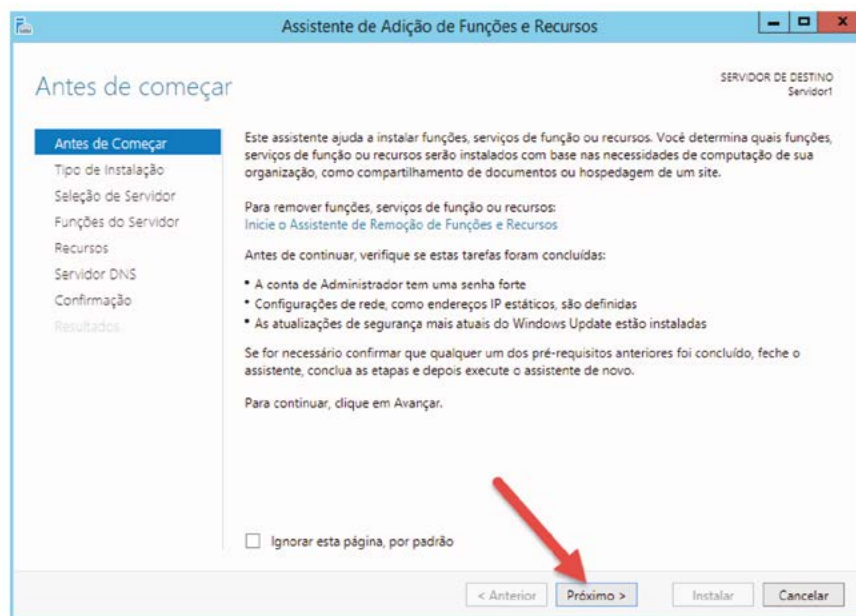 Assistente de Adição de Funções e Recursos
Antes de começar
SERVIDOR DE DESTINO
Servidor1
Antes de Começar
Tipo de Instalação
Seleção de Servidor
Funções do Servidor
Recursos
Servidor DNS
Confirmação
Resultados
Este assistente ajuda a instalar funções, serviços de função ou recursos. Você determina quais funções,
serviços de função ou recursos serão instalados com base nas necessidades de computação de sua
organização, como compartilhamento de documentos ou hospedagem de um site.
Para remover funções, serviços de função ou recursos:
Inicie o Assistente de Remoção de Funções e Recursos
Antes de continuar, verifique se estas tarefas foram concluídas:
• A conta de Administrador tem uma senha forte
• Configurações de rede, como endereços IP estáticos, são definidas
• As atualizações de segurança mais atuais do Windows Update estão instaladas
Se for necessário confirmar que qualquer um dos pré-requisitos anteriores foi concluído, feche o
assistente, conclua as etapas e depois execute o assistente de novo.
Para continuar, clique em Avançar.
Ignorar esta página, por padrão
< Anterior
Próximo >
Instalar
Cancelar